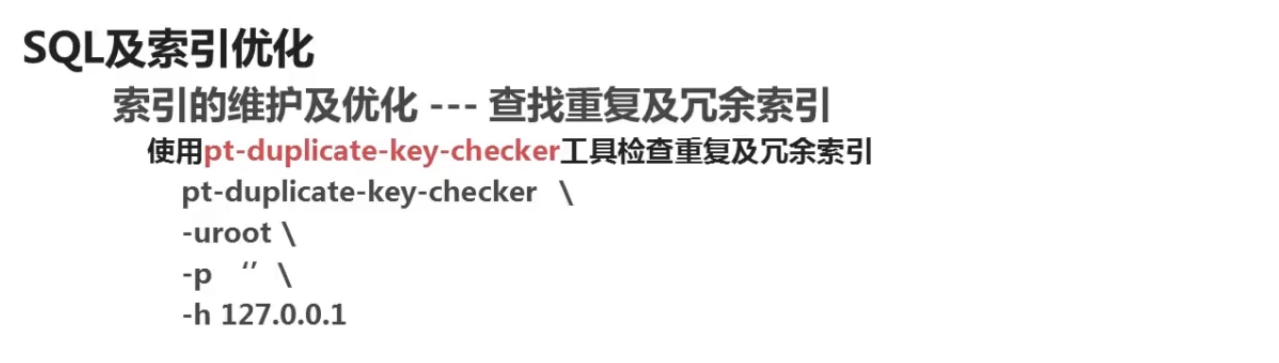 SQL及索引优化
索引的维护及优化 --- 查找重复及冗余索引
使用pt-duplicate-key-checker工具检查重复及冗余索引
pt-duplicate-key-checker \
-uroot \
-p ‘’ \
-h 127.0.0.1